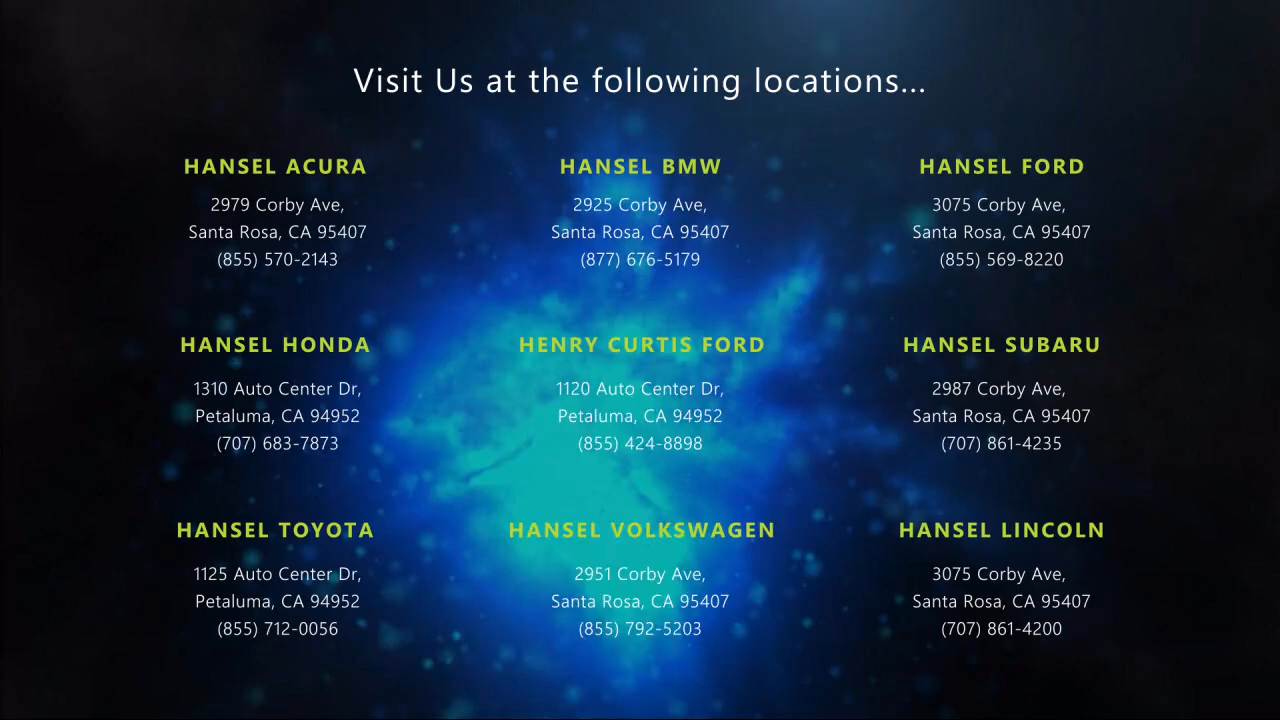 Visit Us at the following locations...
HANSEL ACURA
2979 Corby Ave,
Santa Rosa, CA 95407
(855) 570-2143
HANSEL BMW
2925 Corby Ave,
Santa Rosa, CA 95407
(877) 676-5179
HANSEL FORD
3075 Corby Ave,
Santa Rosa, CA 95407
(855) 569-8220
HANSEL HONDA
1310 Auto Center Dr,
Petaluma, CA 94952
(707) 683-7873
HENRY CURTIS FORD
1120 Auto Center Dr,
Petaluma, CA 94952
(855) 424-8898
HANSEL SUBARU
2987 Corby Ave,
Santa Rosa, CA 95407
(707) 861-4235
HANSEL TOYOTA
1125 Auto Center Dr,
Petaluma, CA 94952
(855) 712-0056
HANSEL VOLKSWAGEN
2951 Corby Ave,
Santa Rosa, CA 95407
(855) 792-5203
HANSEL LINCOLN
3075 Corby Ave,
Santa Rosa, CA 95407
(707) 861-4200